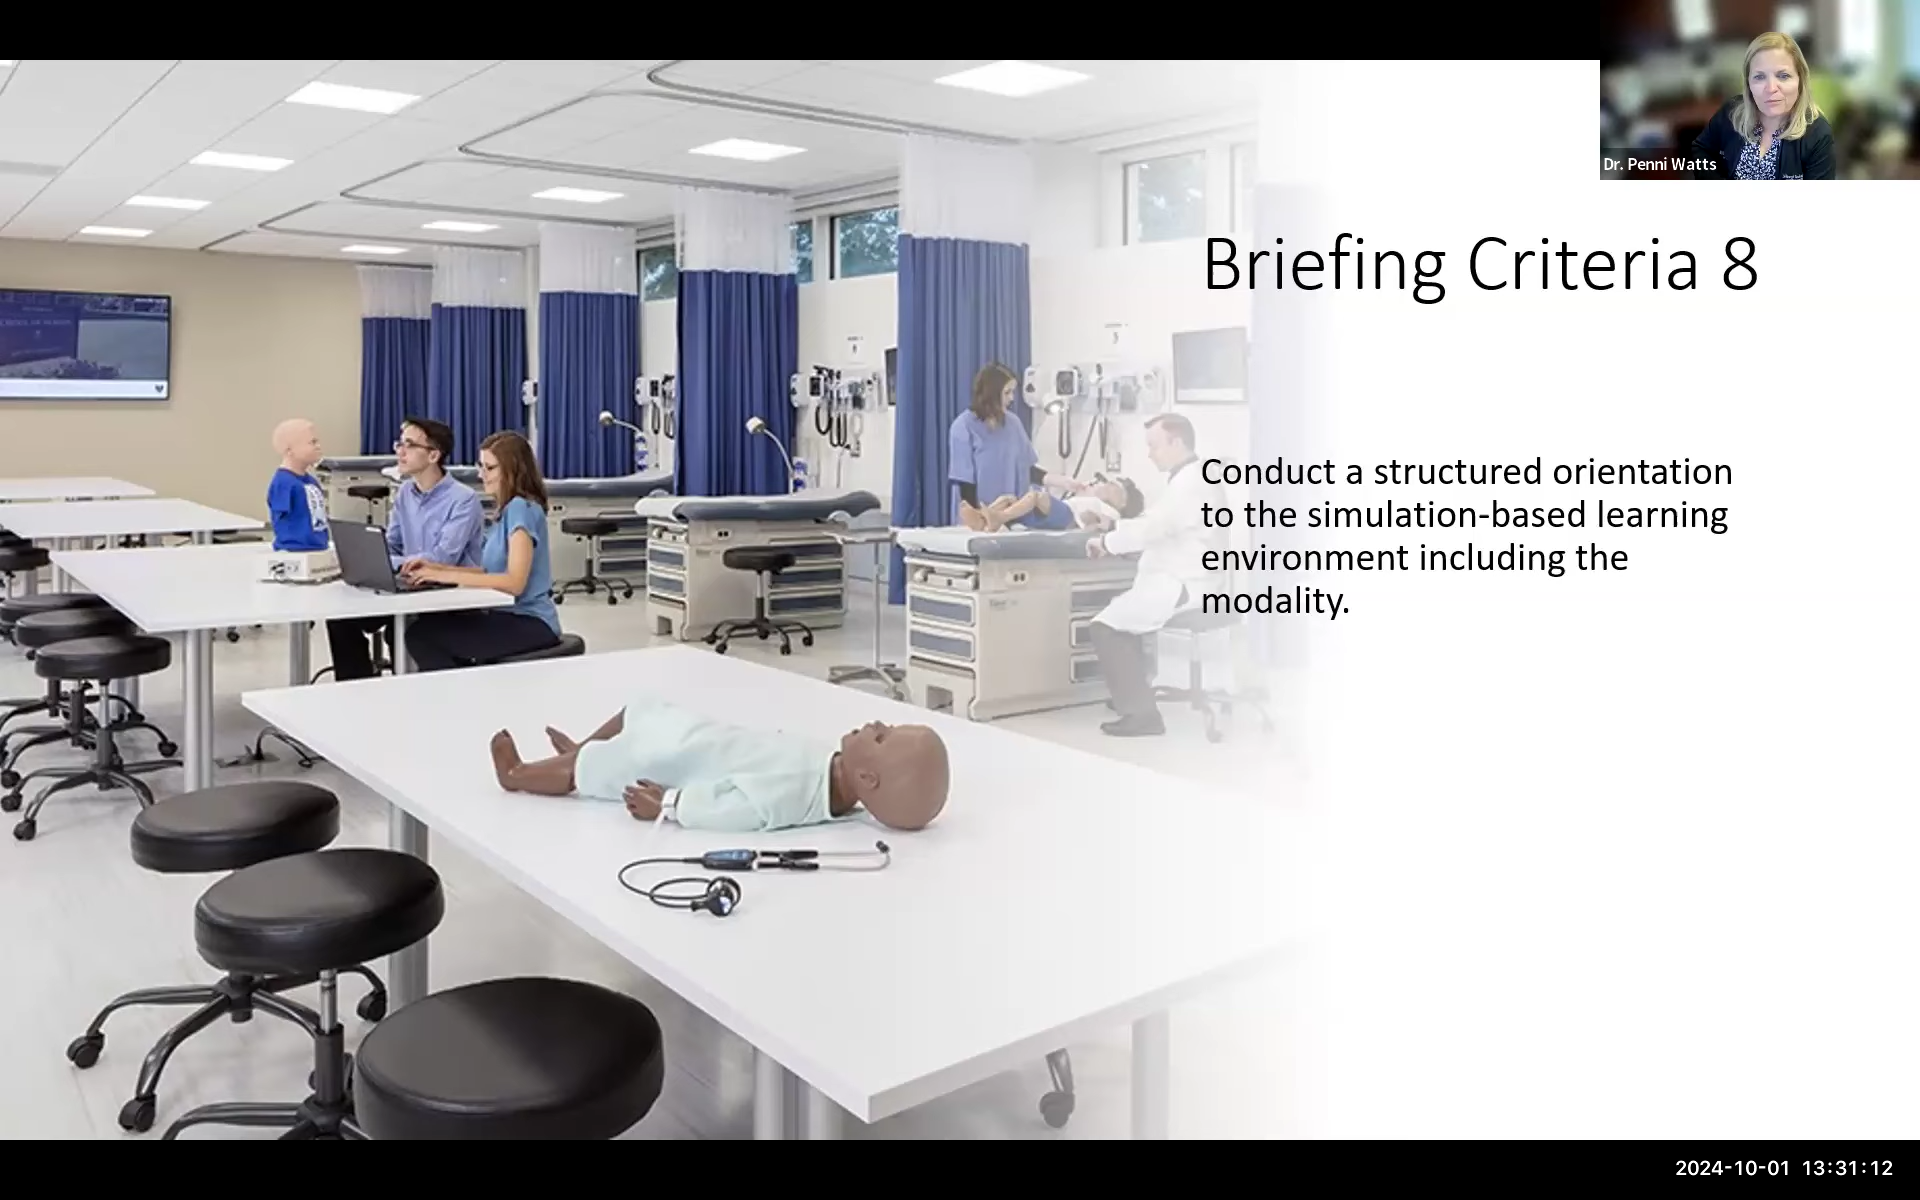 Dr. Penni Watts
Briefing Criteria 8
Conduct a structured orientation
to the simulation-based learning
environment including the
modality.
2024-10-01 13:31:12